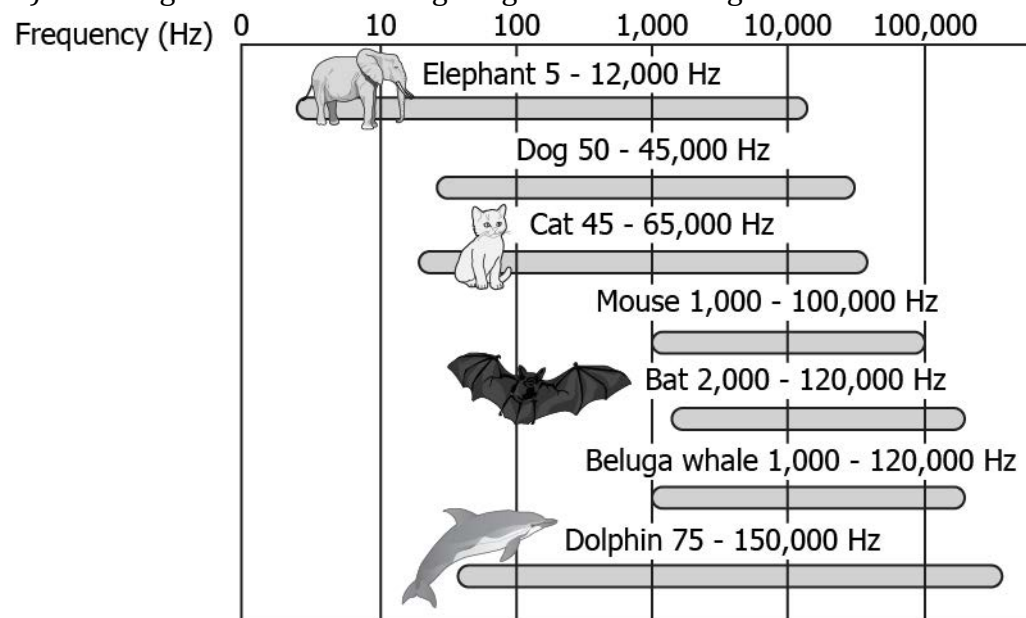 Frequency (Hz) 0 10 100 1,000 10,000 100,000
Elephant 5 - 12,000 Hz
Dog 50 - 45,000 Hz
Cat 45 - 65,000 Hz
Mouse 1,000 - 100,000 Hz
Bat 2,000 - 120,000 Hz
Beluga whale 1,000 - 120,000 Hz
Dolphin 75 - 150,000 Hz